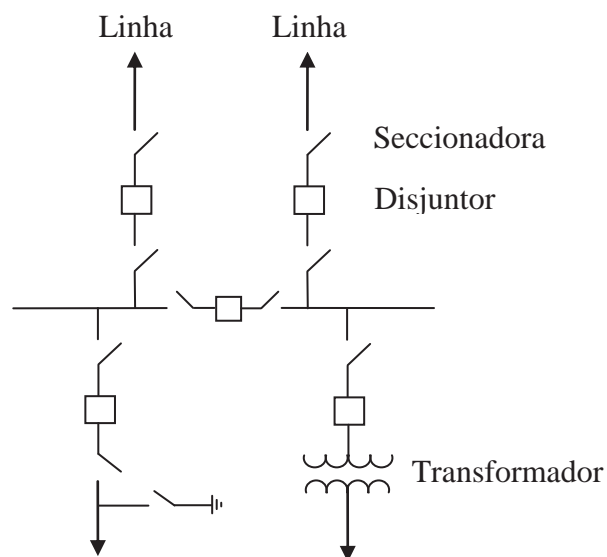 Linha
Linha
Seccionadora
Disjuntor
Transformador